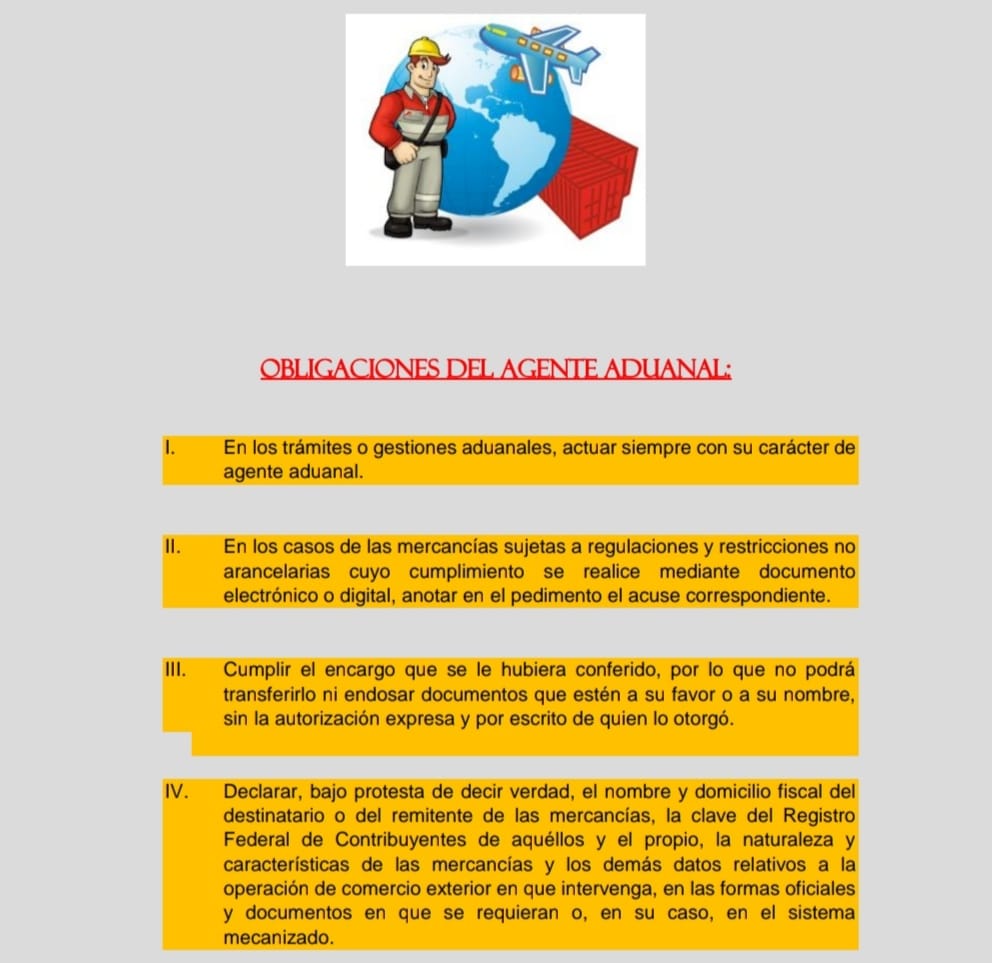 OBLIGACIONES DEL AGENTE ADUANAL:
I. En los trámites o gestiones aduanales, actuar siempre con su carácter de
agente aduanal.
II. En los casos de las mercancías sujetas a regulaciones y restricciones no
arancelarias cuyo cumplimiento se realice mediante documento
electrónico o digital, anotar en el pedimento el acuse correspondiente.
III. Cumplir el encargo que se le hubiera conferido, por lo que no podrá
transferirlo ni endosar documentos que estén a su favor o a su nombre,
sin la autorización expresa y por escrito de quien lo otorgó.
IV. Declarar, bajo protesta de decir verdad, el nombre y domicilio fiscal del
destinatario o del remitente de las mercancías, la clave del Registro
Federal de Contribuyentes de aquéllos y el propio, la naturaleza y
características de las mercancías y los demás datos relativos a la
operación de comercio exterior en que intervenga, en las formas oficiales
y documentos en que se requieran o, en su caso, en el sistema
mecanizado.